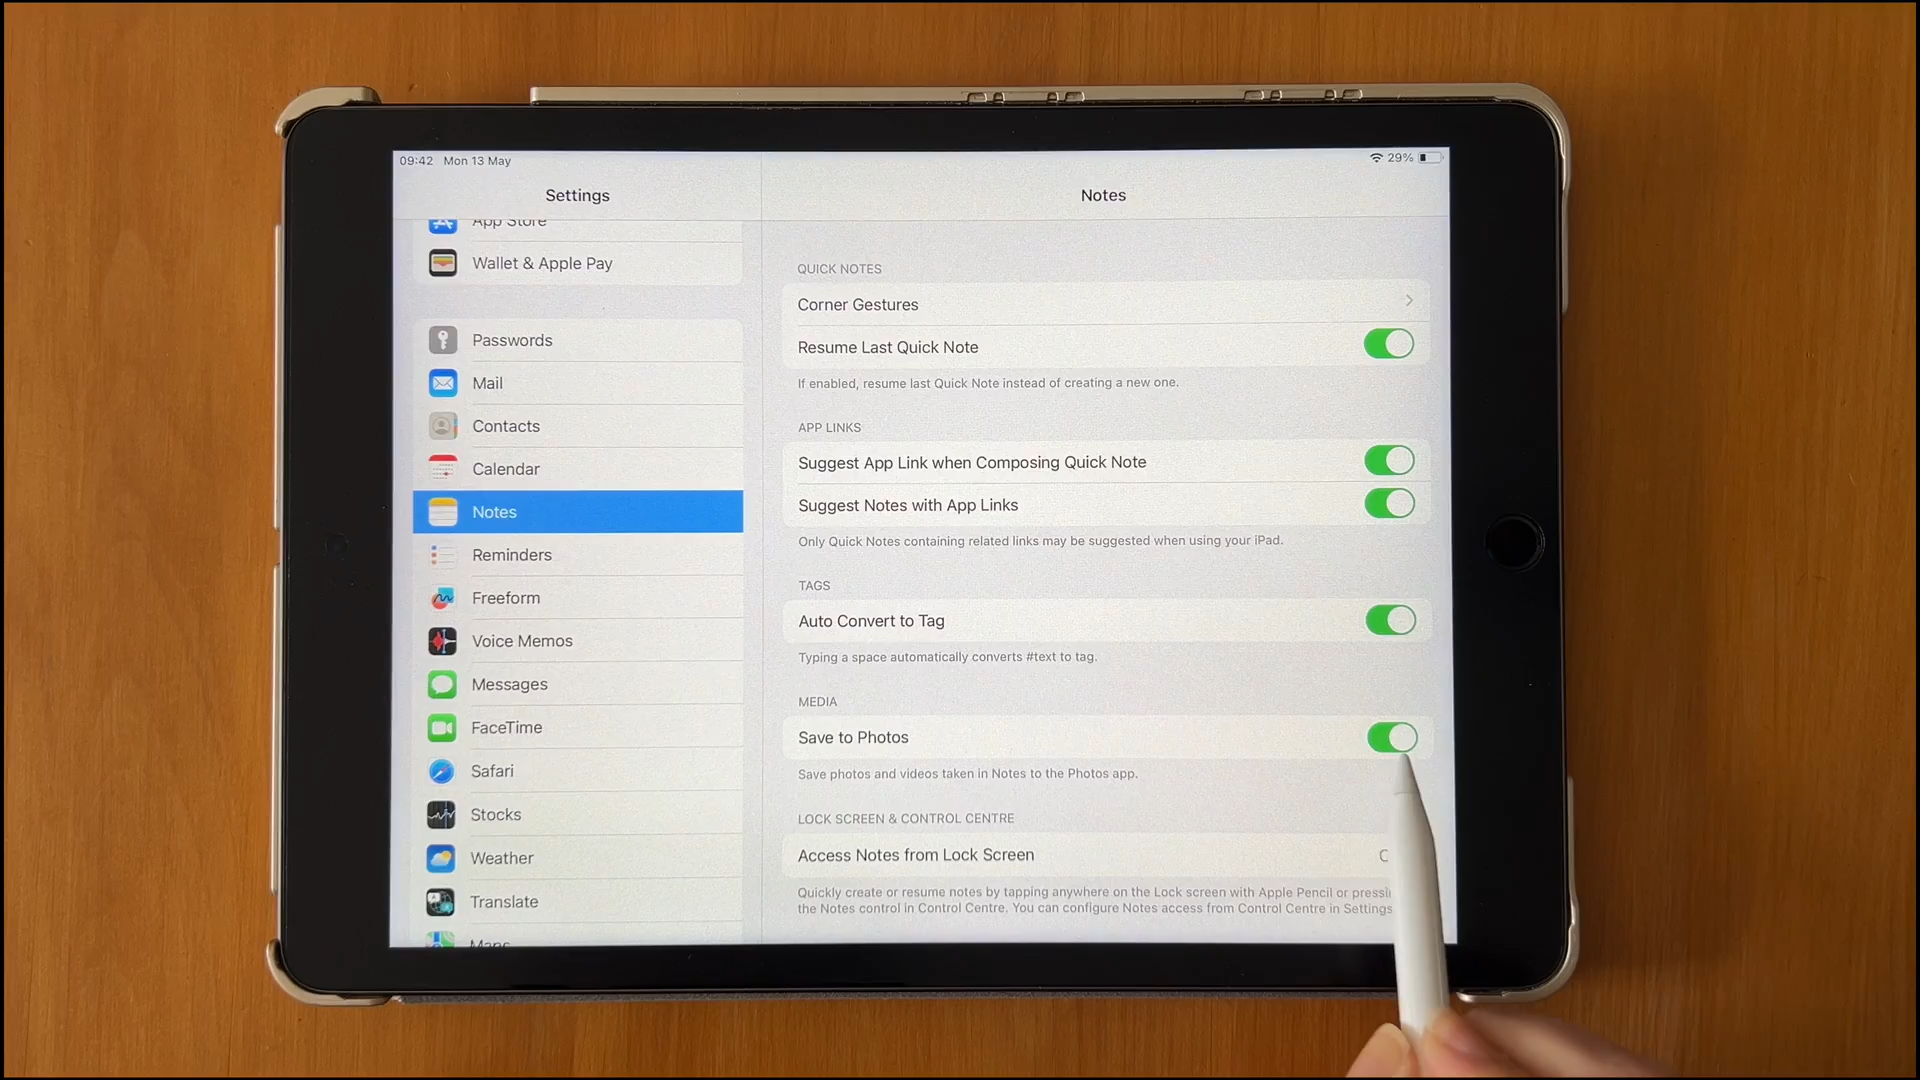 09:42 Mon 13 May
29%
Settings
Notes
App Store
Wallet & Apple Pay
Passwords
Mail
Contacts
Calendar
Notes
Reminders
Freeform
Voice Memos
Messages
FaceTime
Safari
Stocks
Weather
Translate
Maps
QUICK NOTES
Corner Gestures
Resume Last Quick Note
If enabled, resume last Quick Note instead of creating a new one.
APP LINKS
Suggest App Link when Composing Quick Note
Suggest Notes with App Links
Only Quick Notes containing related links may be suggested when using your iPad.
TAGS
Auto Convert to Tag
Typing a space automatically converts #text to tag.
MEDIA
Save to Photos
Save photos and videos taken in Notes to the Photos app.
LOCK SCREEN & CONTROL CENTRE
Access Notes from Lock Screen
Quickly create or resume notes by tapping anywhere on the Lock screen with Apple Pencil or pressi
the Notes control in Control Centre. You can configure Notes access from Control Centre in Settings